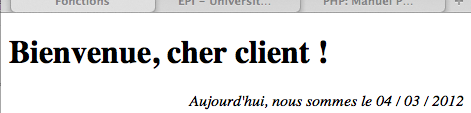 Fonctions EPI - Universit... PHP: Manuel P...
Bienvenue, cher client !
Aujourd'hui, nous sommes le 04 / 03 / 2012